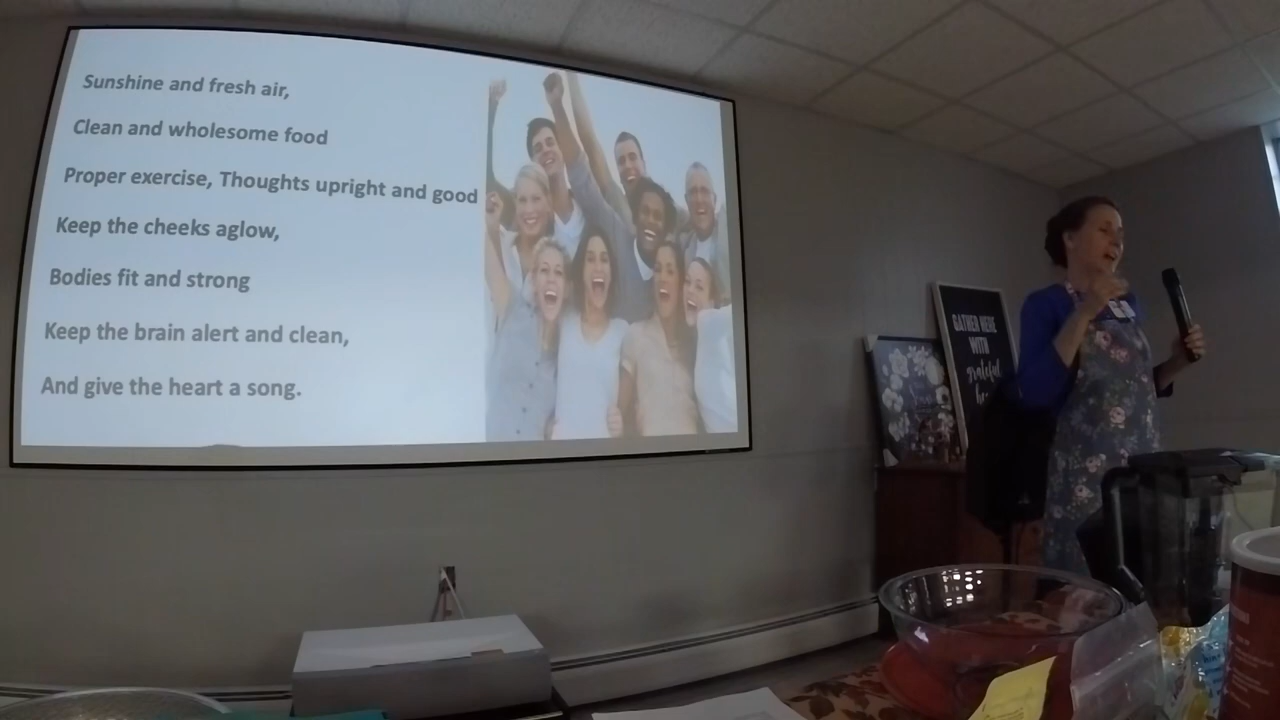 Sunshine and fresh air,
Clean and wholesome food
Proper exercise, Thoughts upright and good
Keep the cheeks aglow,
Bodies fit and strong
Keep the brain alert and clean,
And give the heart a song.
GATHER HERE
WITH
grateful